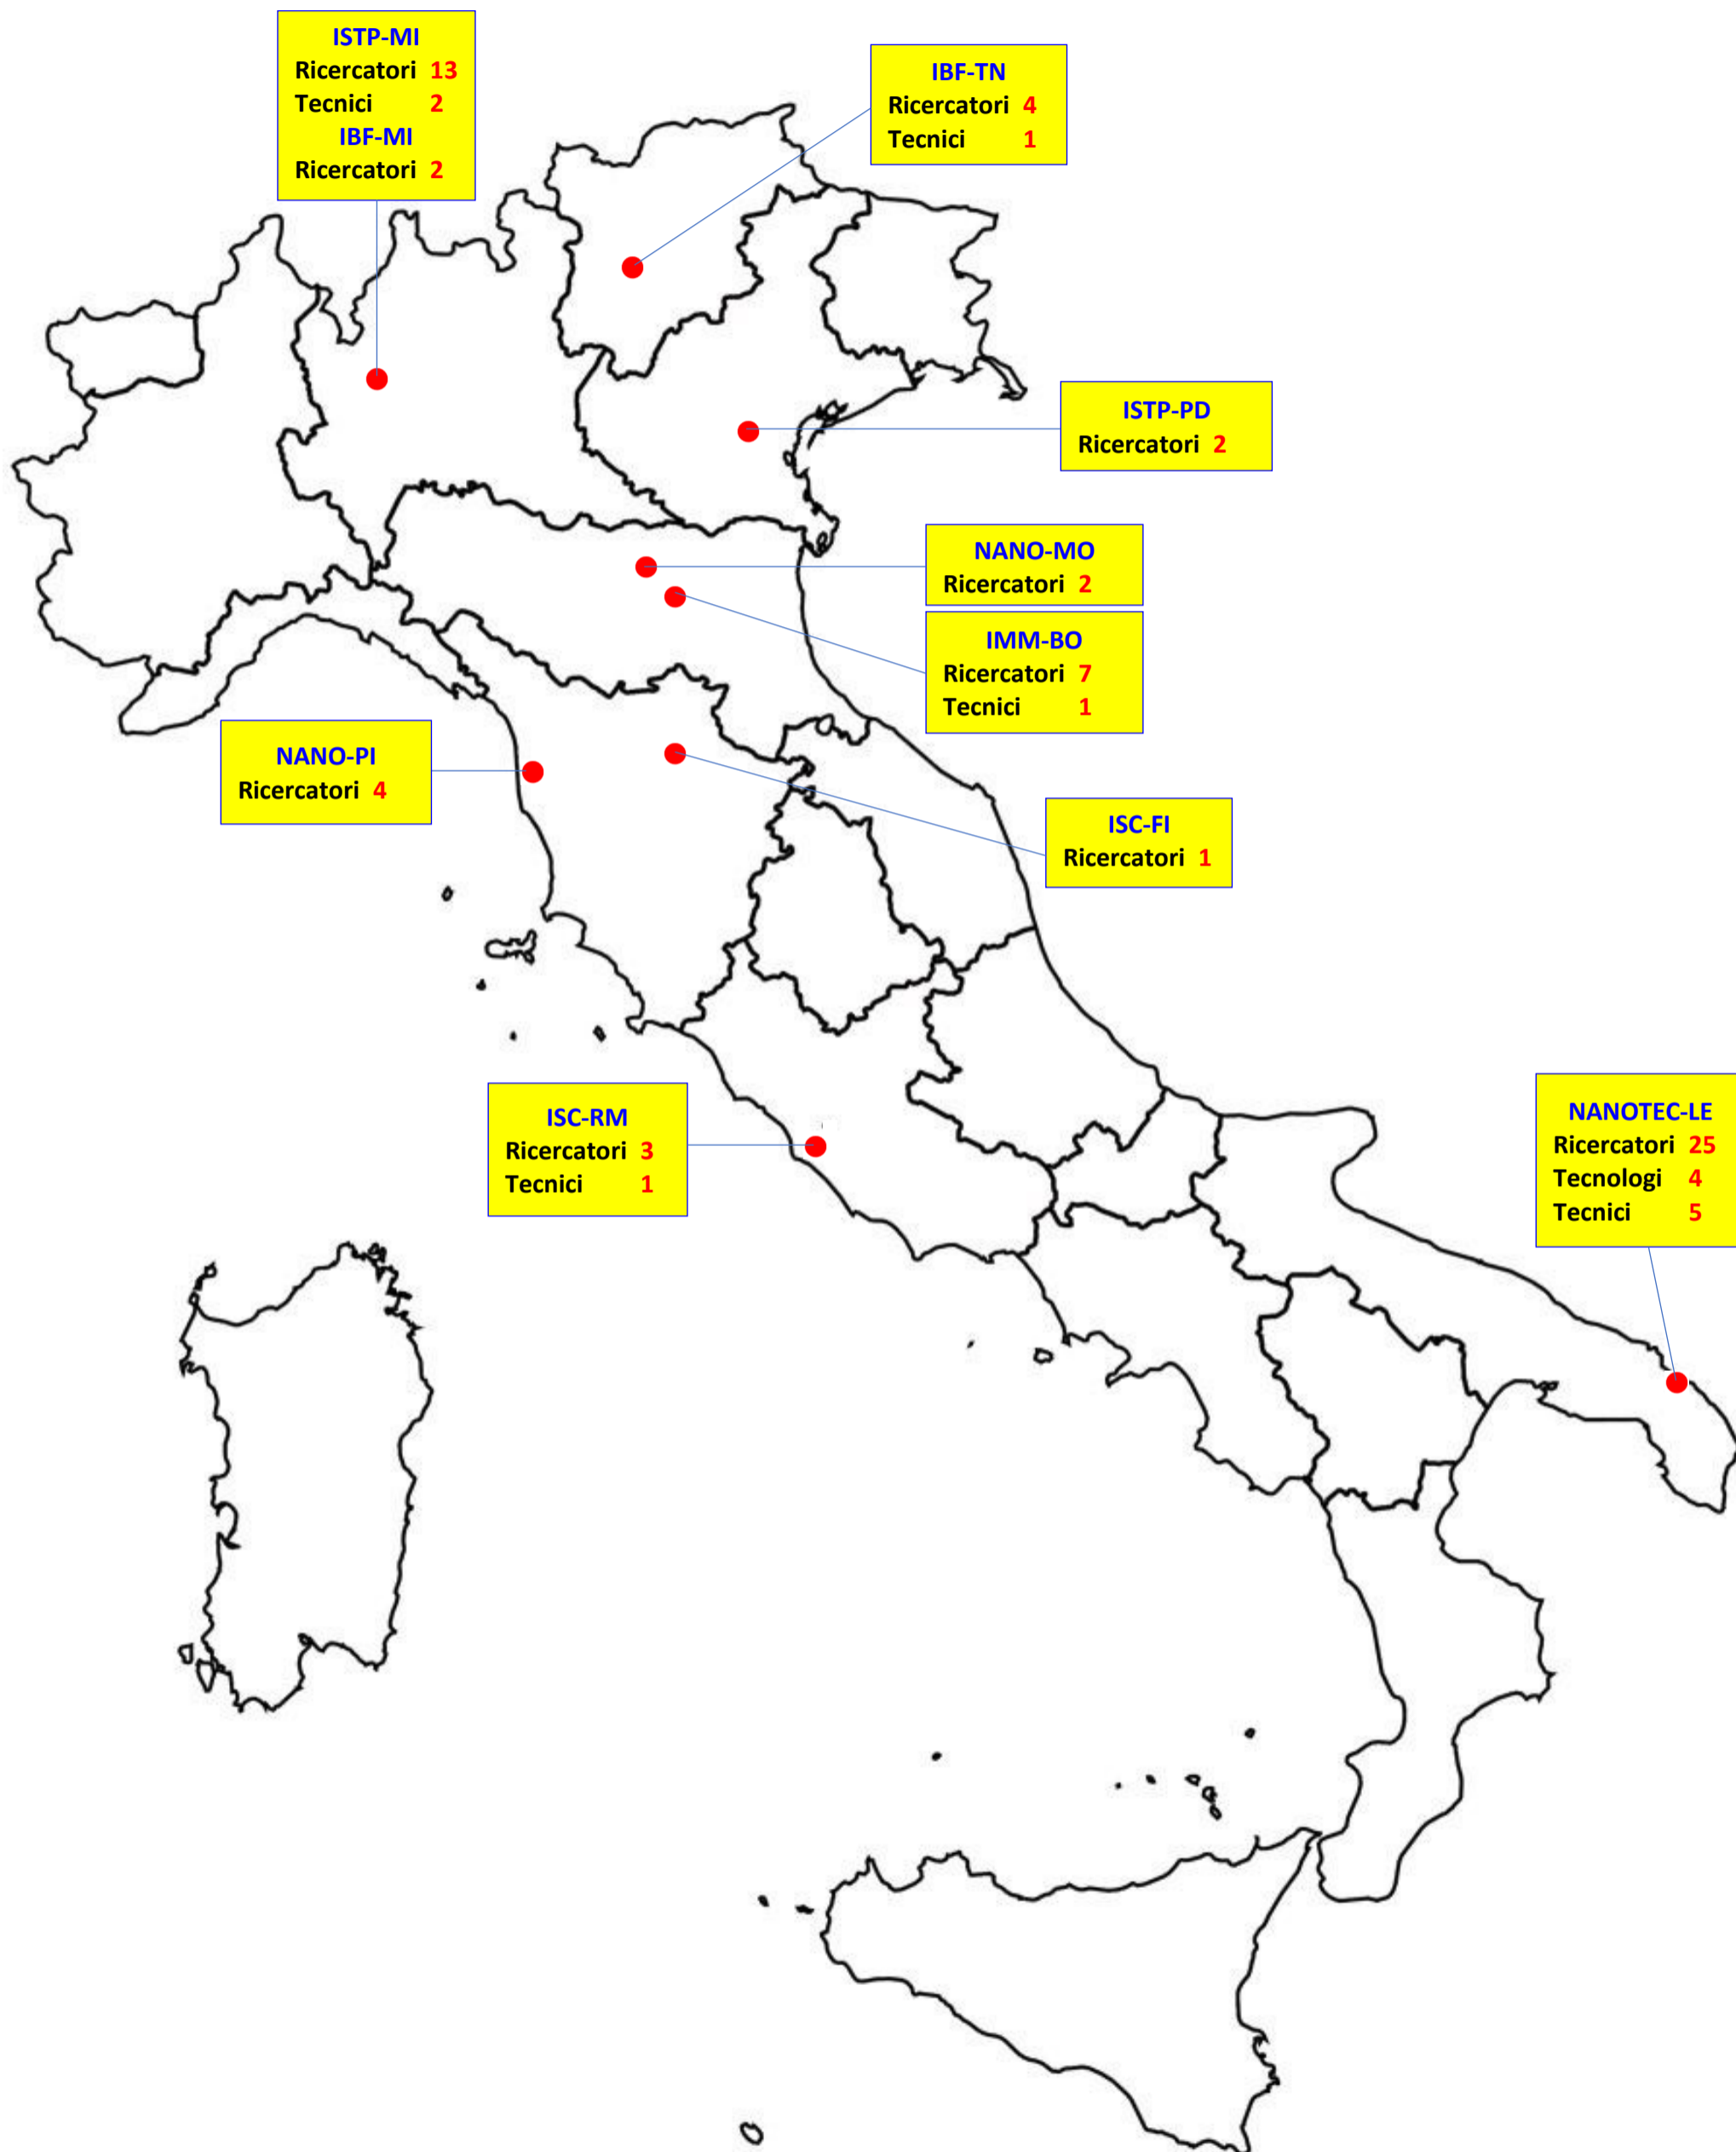 ISTP-MI
Ricercatori 13
Tecnici 2
IBF-MI
Ricercatori 2
IBF-TN
Ricercatori 4
Tecnici 1
ISTP-PD
Ricercatori 2
NANO-MO
Ricercatori 2
IMM-BO
Ricercatori 7
Tecnici 1
NANO-PI
Ricercatori 4
ISC-FI
Ricercatori 1
ISC-RM
Ricercatori 3
Tecnici 1
NANOTEC-LE
Ricercatori 25
Tecnologi 4
Tecnici 5